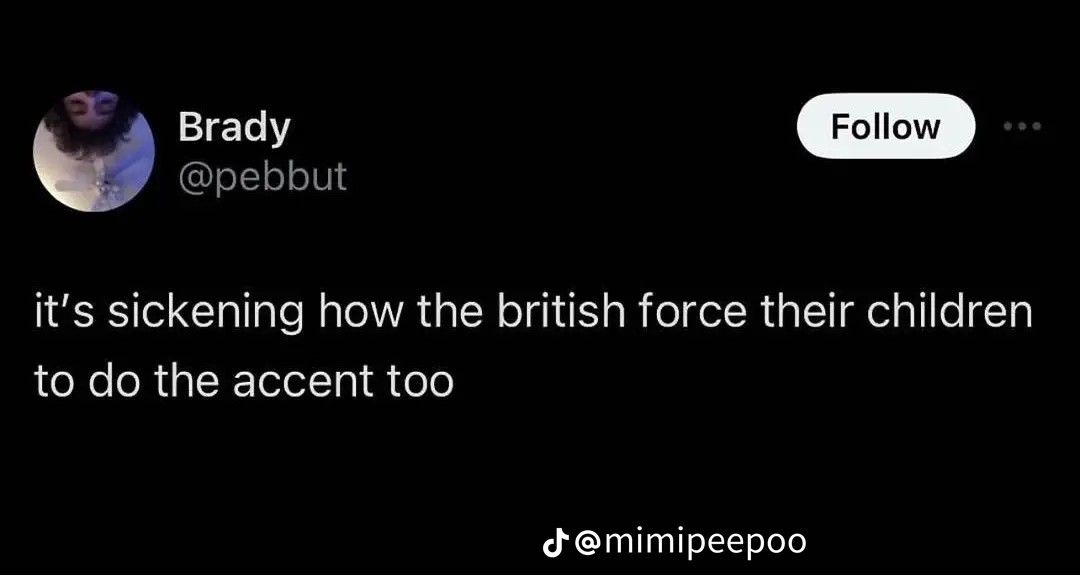 Brady
@pebbut
Follow
it's sickening how the british force their children
to do the accent too
@mimipeepoo